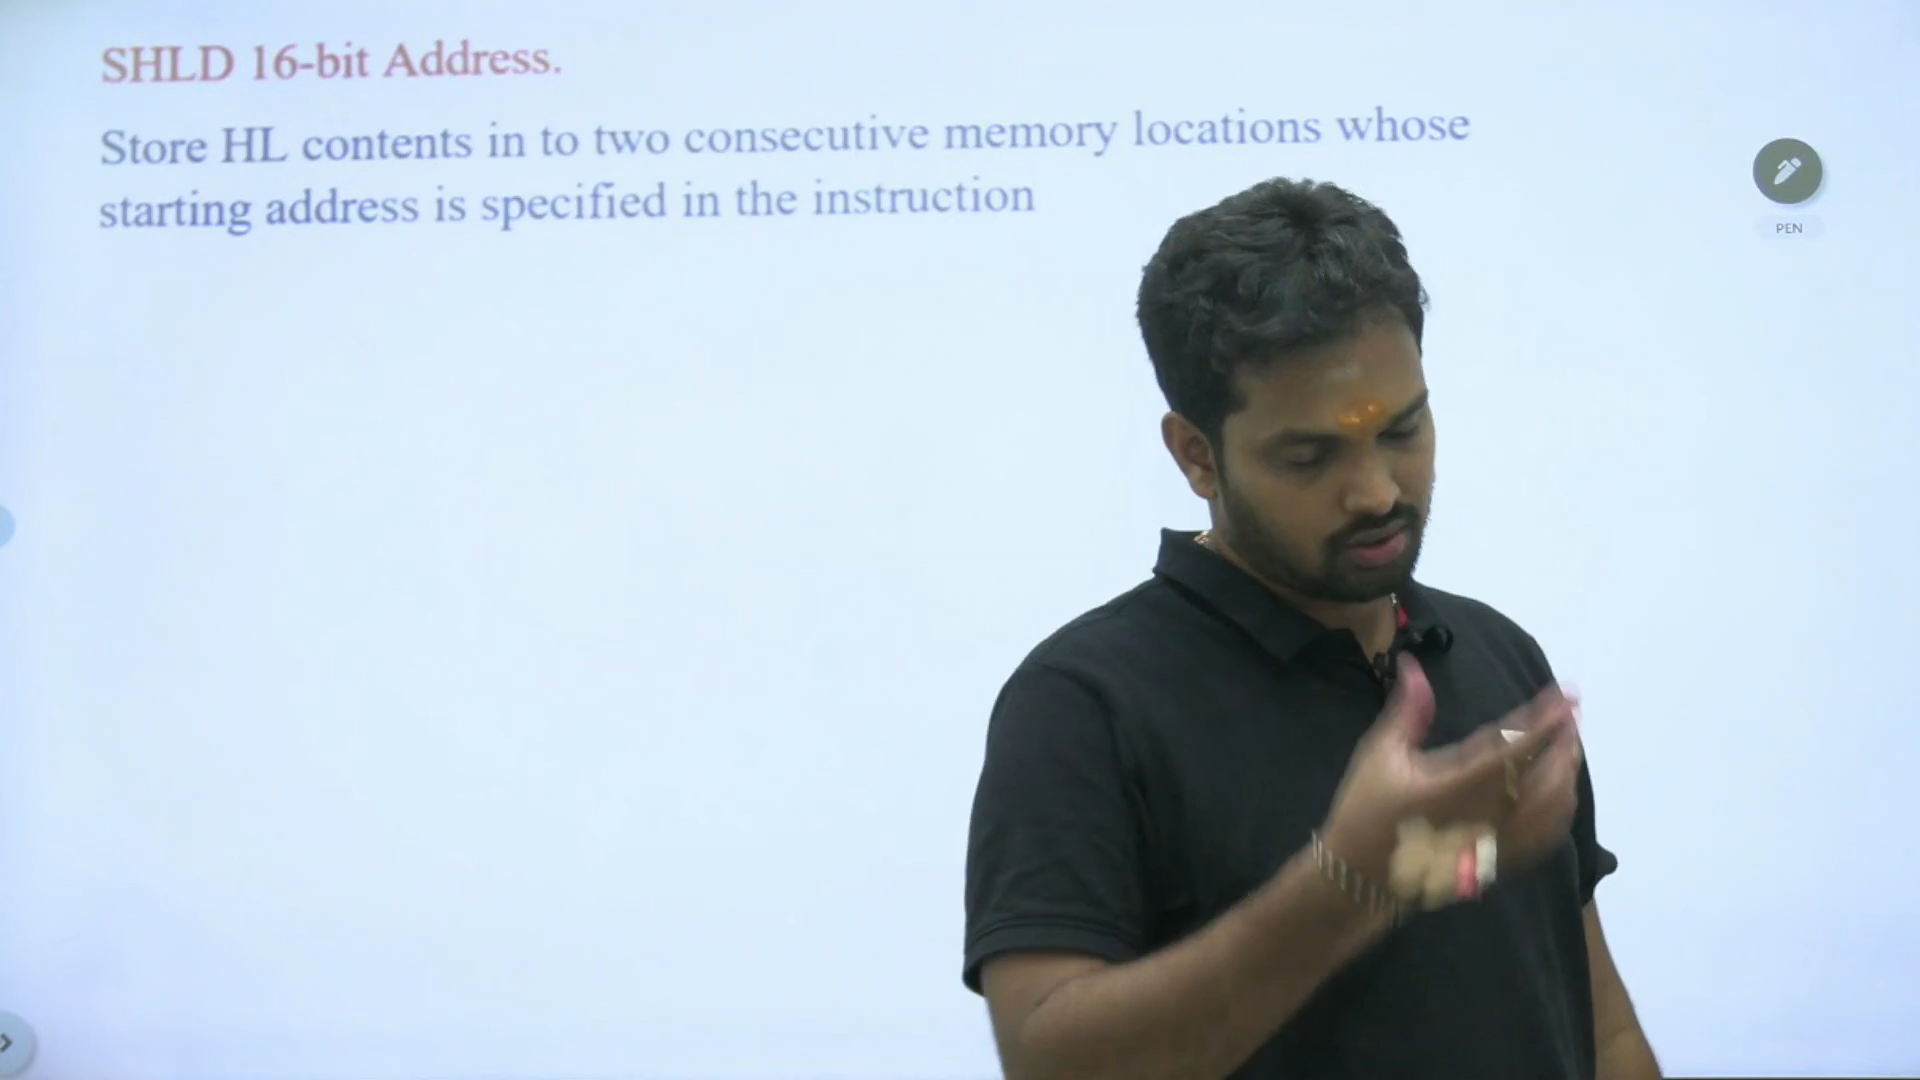 SHLD 16-bit Address.
Store HL contents in to two consecutive memory locations whose
starting address is specified in the instruction
PEN